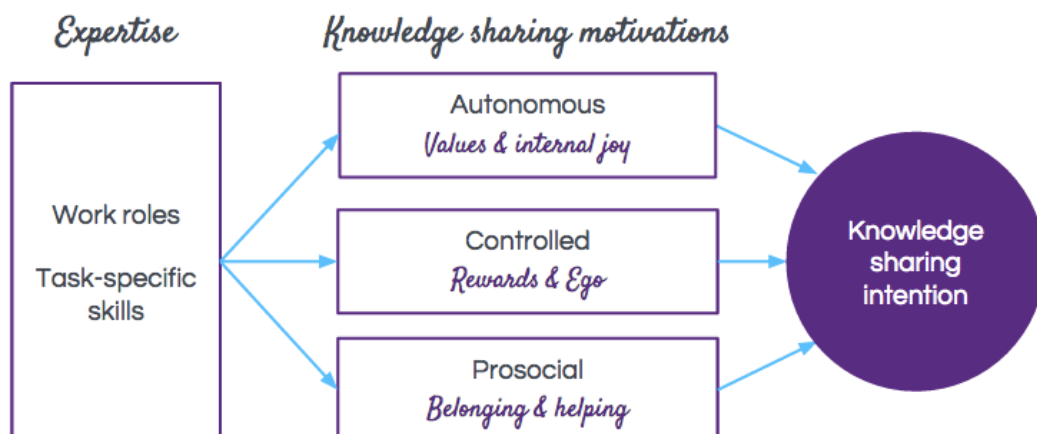 Expertise
Knowledge sharing motivations
Work roles
Task-specific
skills
Autonomous
Values & internal joy
Controlled
Rewards & Ego
Prosocial
Belonging & helping
Knowledge
sharing
intention